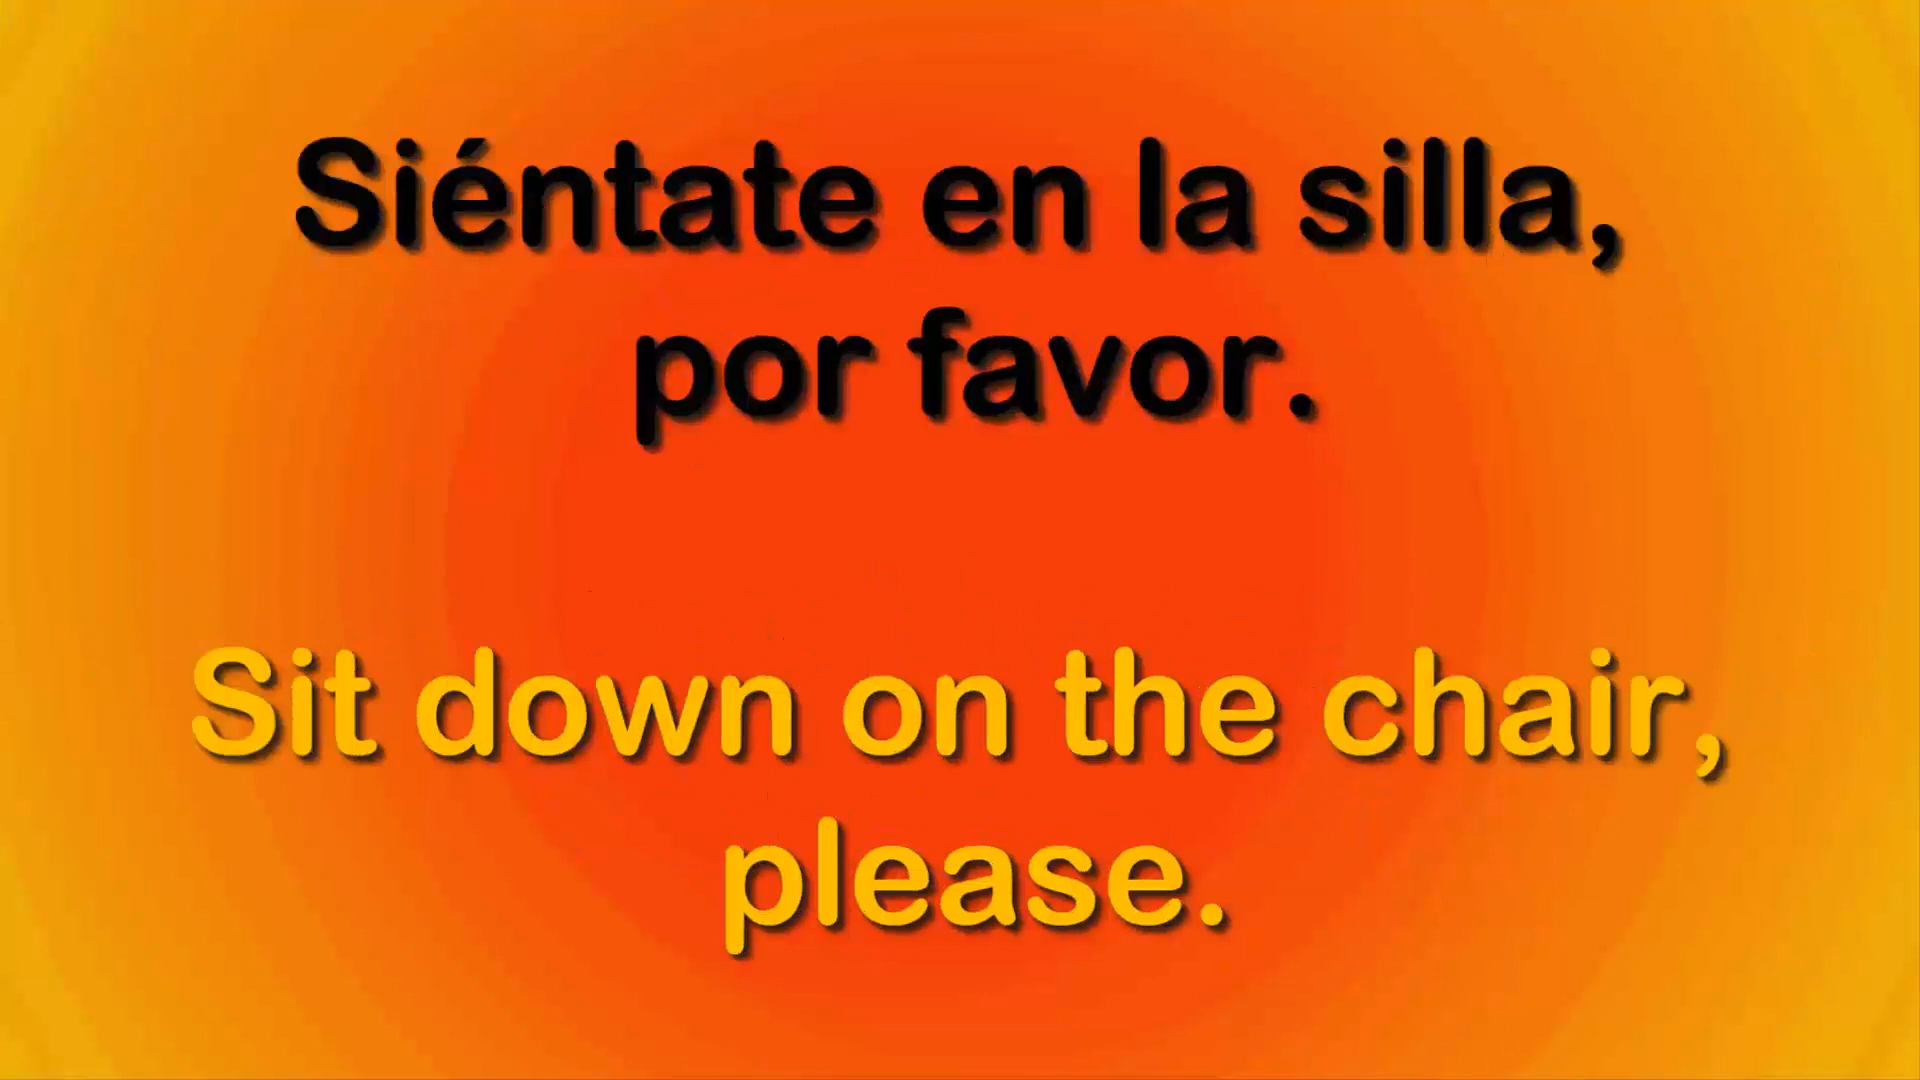 Siéntate en la silla,
por favor.
Sit down on the chair,
please.